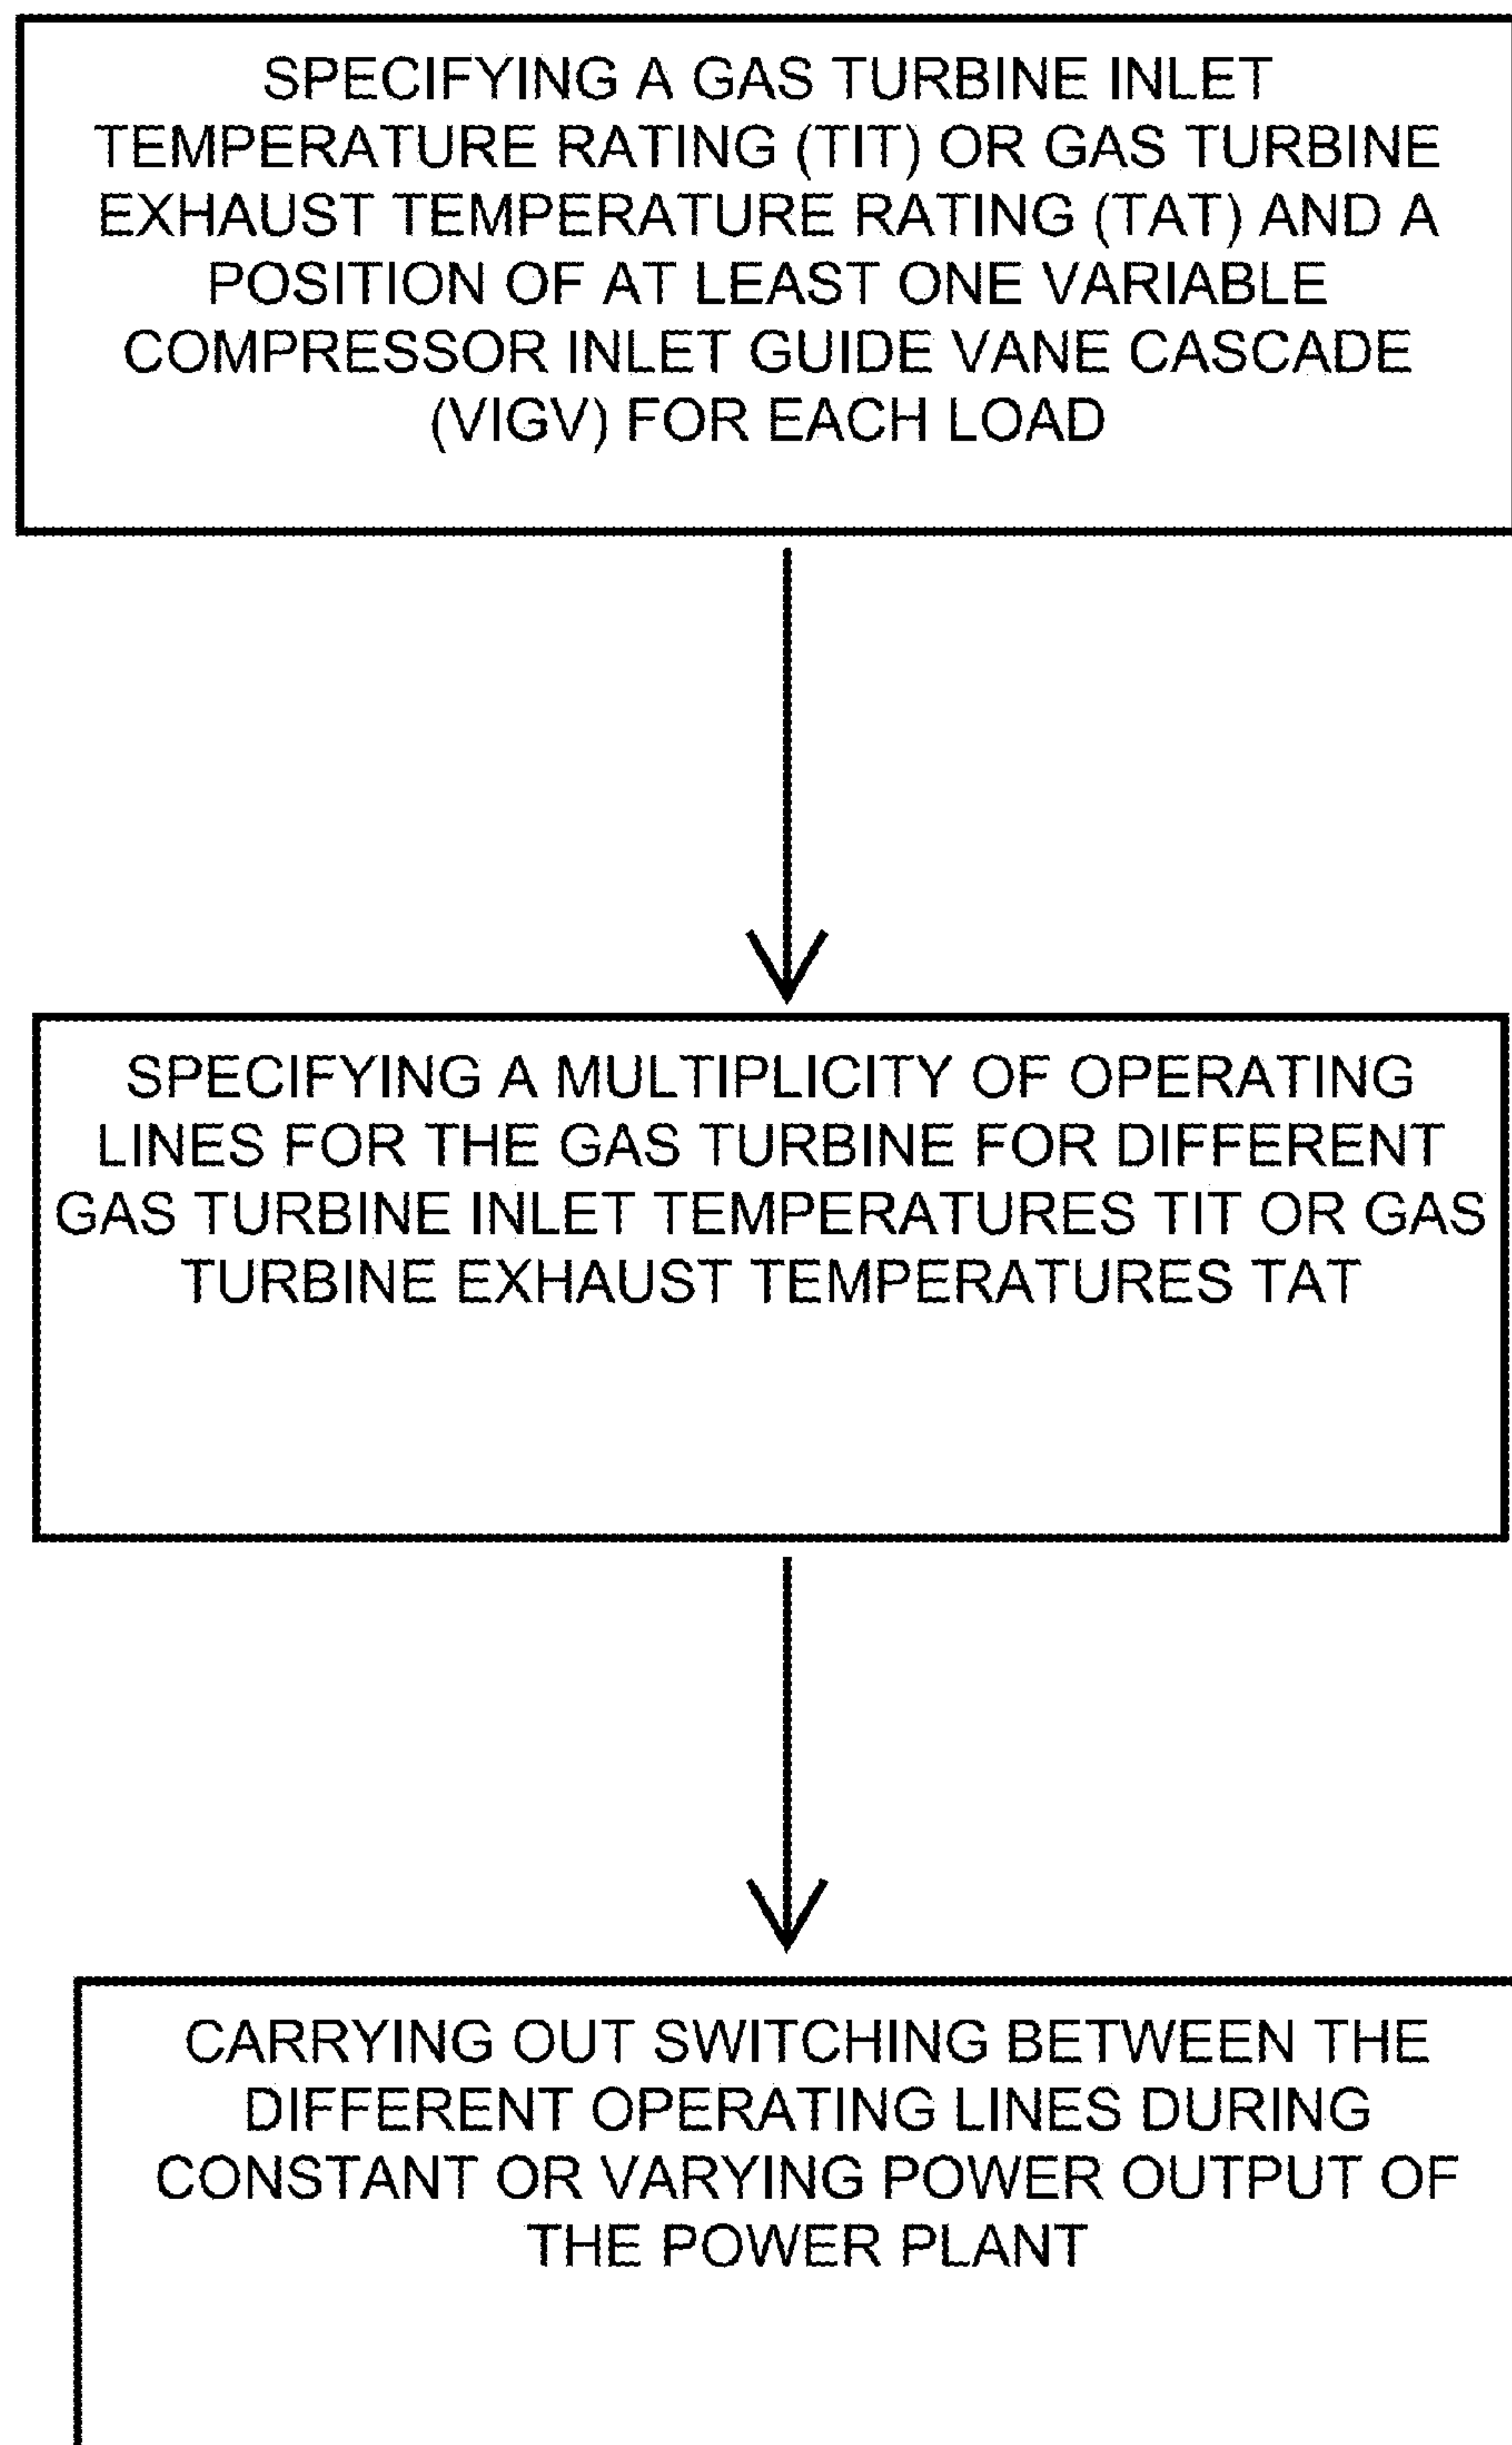 SPECIFYING A GAS TURBINE INLET
TEMPERATURE RATING (TIT) OR GAS TURBINE
EXHAUST TEMPERATURE RATING (TAT) AND A
POSITION OF AT LEAST ONE VARIABLE
COMPRESSOR INLET GUIDE VANE CASCADE
(VIGV) FOR EACH LOAD
SPECIFYING A MULTIPLICITY OF OPERATING
LINES FOR THE GAS TURBINE FOR DIFFERENT
GAS TURBINE INLET TEMPERATURES TIT OR GAS
TURBINE EXHAUST TEMPERATURES TAT
CARRYING OUT SWITCHING BETWEEN THE
DIFFERENT OPERATING LINES DURING
CONSTANT OR VARYING POWER OUTPUT OF
THE POWER PLANT